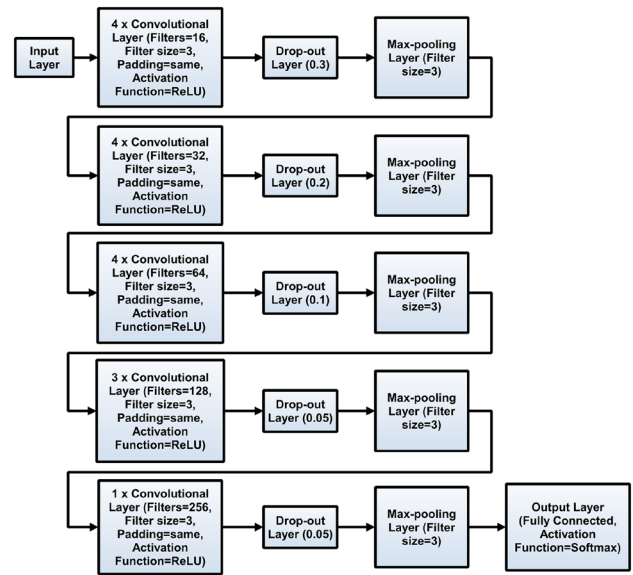 Input
Layer
4 x Convolutional
Layer (Filters=16,
Filter size=3,
Padding=same,
Activation
Function=ReLU)
Drop-out
Layer (0.3)
Max-pooling
Layer (Filter
size=3)
4 x Convolutional
Layer (Filters=32,
Filter size=3,
Padding=same,
Activation
Function=ReLU)
Drop-out
Layer (0.2)
Max-pooling
Layer (Filter
size=3)
4 x Convolutional
Layer (Filters=64,
Filter size=3,
Padding=same,
Activation
Function=ReLU)
Drop-out
Layer (0.1)
Max-pooling
Layer (Filter
size=3)
3 x Convolutional
Layer (Filters=128,
Filter size=3,
Padding=same,
Activation
Function=ReLU)
Drop-out
Layer (0.05)
Max-pooling
Layer (Filter
size=3)
1 x Convolutional
Layer (Filters=256,
Filter size=3,
Padding=same,
Activation
Function=ReLU)
Drop-out
Layer (0.05)
Max-pooling
Layer (Filter
size=3)
Output Layer
(Fully Connected,
Activation
Function=Softmax)